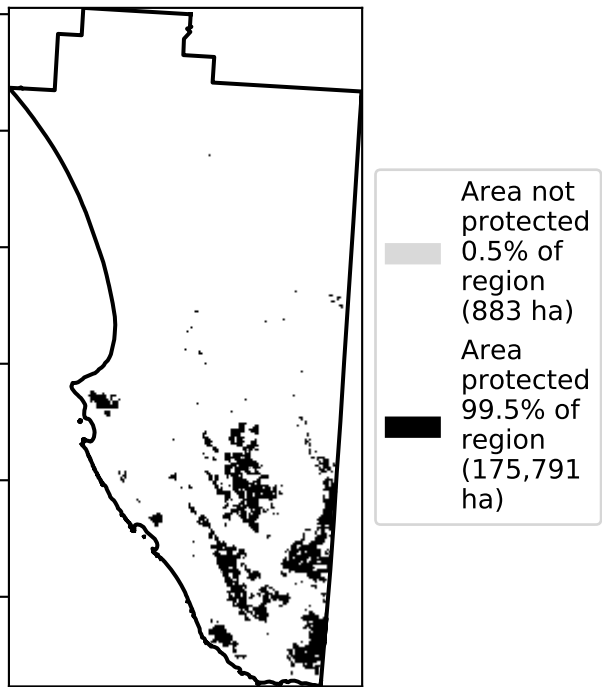 Area not
protected
0.5% of
region
(883 ha)
Area
protected
99.5% of
region
(175,791
ha)